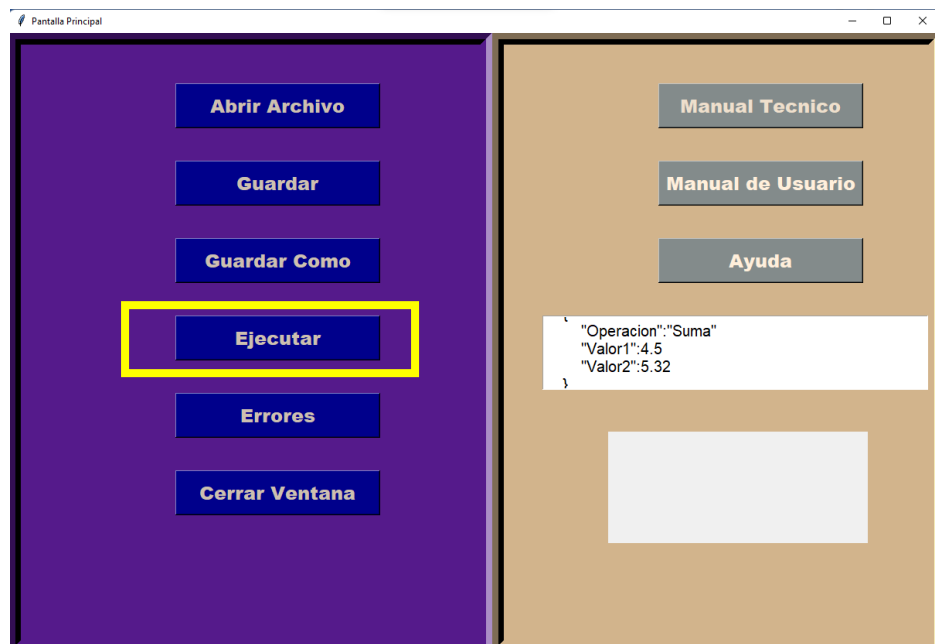 Pantalla Principal
Abrir Archivo
Guardar
Guardar Como
Ejecutar
Errores
Cerrar Ventana
Manual Tecnico
Manual de Usuario
Ayuda
{
"Operacion":"Suma"
"Valor1":4.5
"Valor2":5.32
}